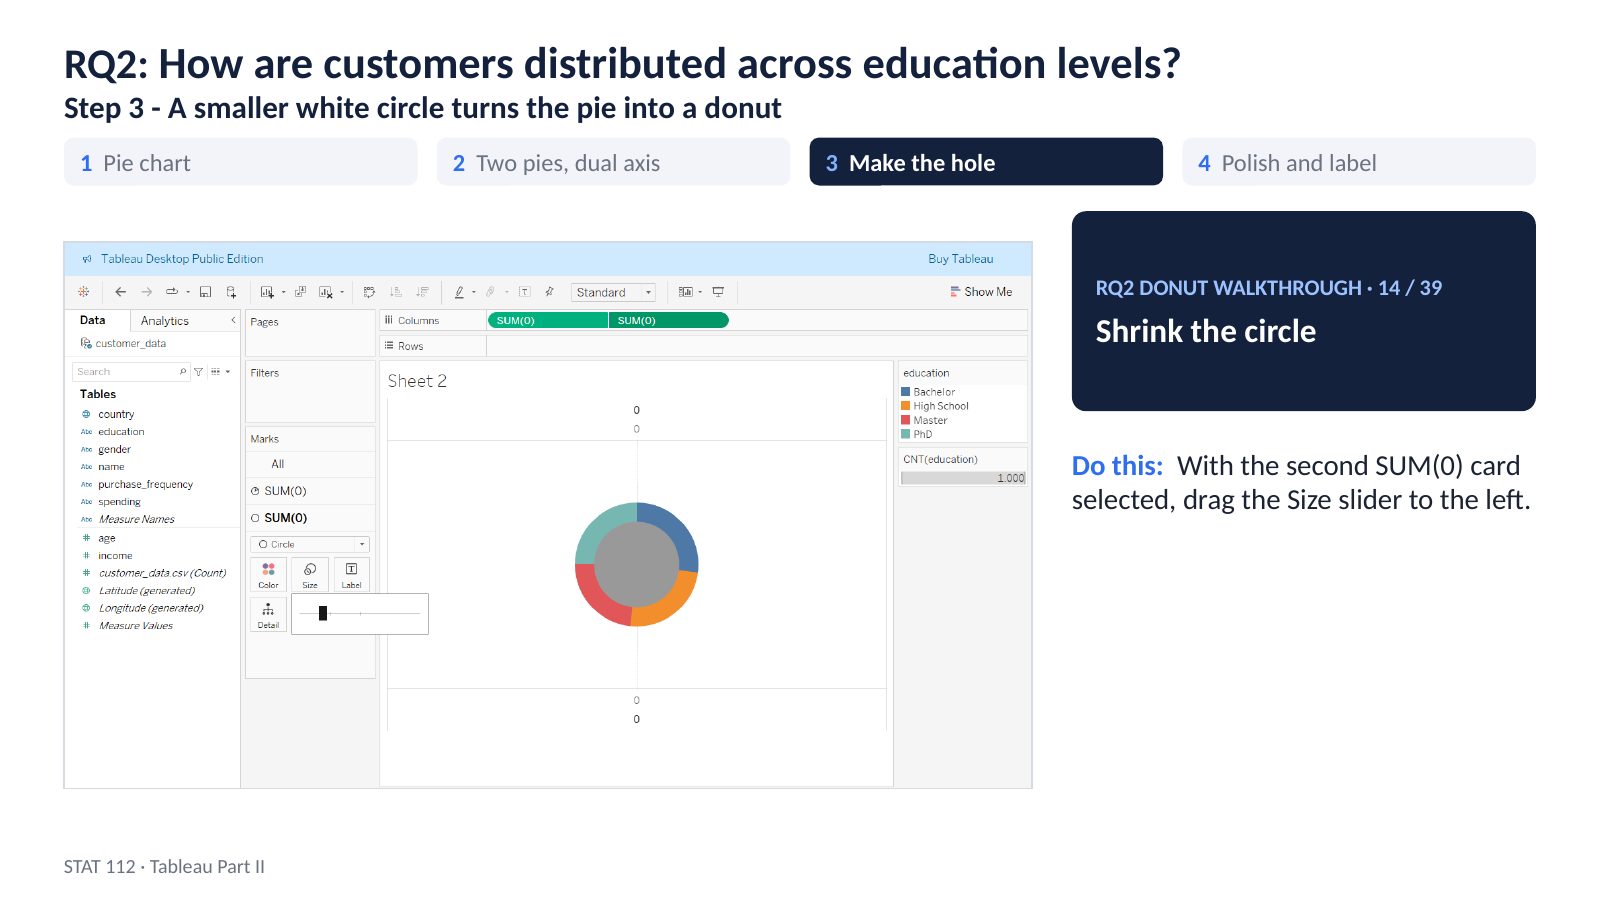 RQ2: How are customers distributed across education levels?
Step 3 - A smaller white circle turns the pie into a donut
1 Pie chart
2 Two pies, dual axis
3 Make the hole
4 Polish and label
Tableau Desktop Public Edition
Buy Tableau
Standard
Show Me
Data
Analytics
customer_data
Search
Tables
country
Abc education
Abc gender
Abc name
Abc purchase_frequency
Abc spending
Abc Measure Names
# age
# income
# customer_data.csv (Count)
Latitude (generated)
Longitude (generated)
# Measure Values
Pages
Filters
Marks
All
SUM(0)
SUM(0)
Circle
Color
Size
Label
Detail
Columns
SUM(0)
SUM(0)
Rows
Sheet 2
0
0
0
0
education
Bachelor
High School
Master
PhD
CNT(education)
1.000
RQ2 DONUT WALKTHROUGH · 14 / 39
Shrink the circle
Do this: With the second SUM(0) card
selected, drag the Size slider to the left.
STAT 112 · Tableau Part II